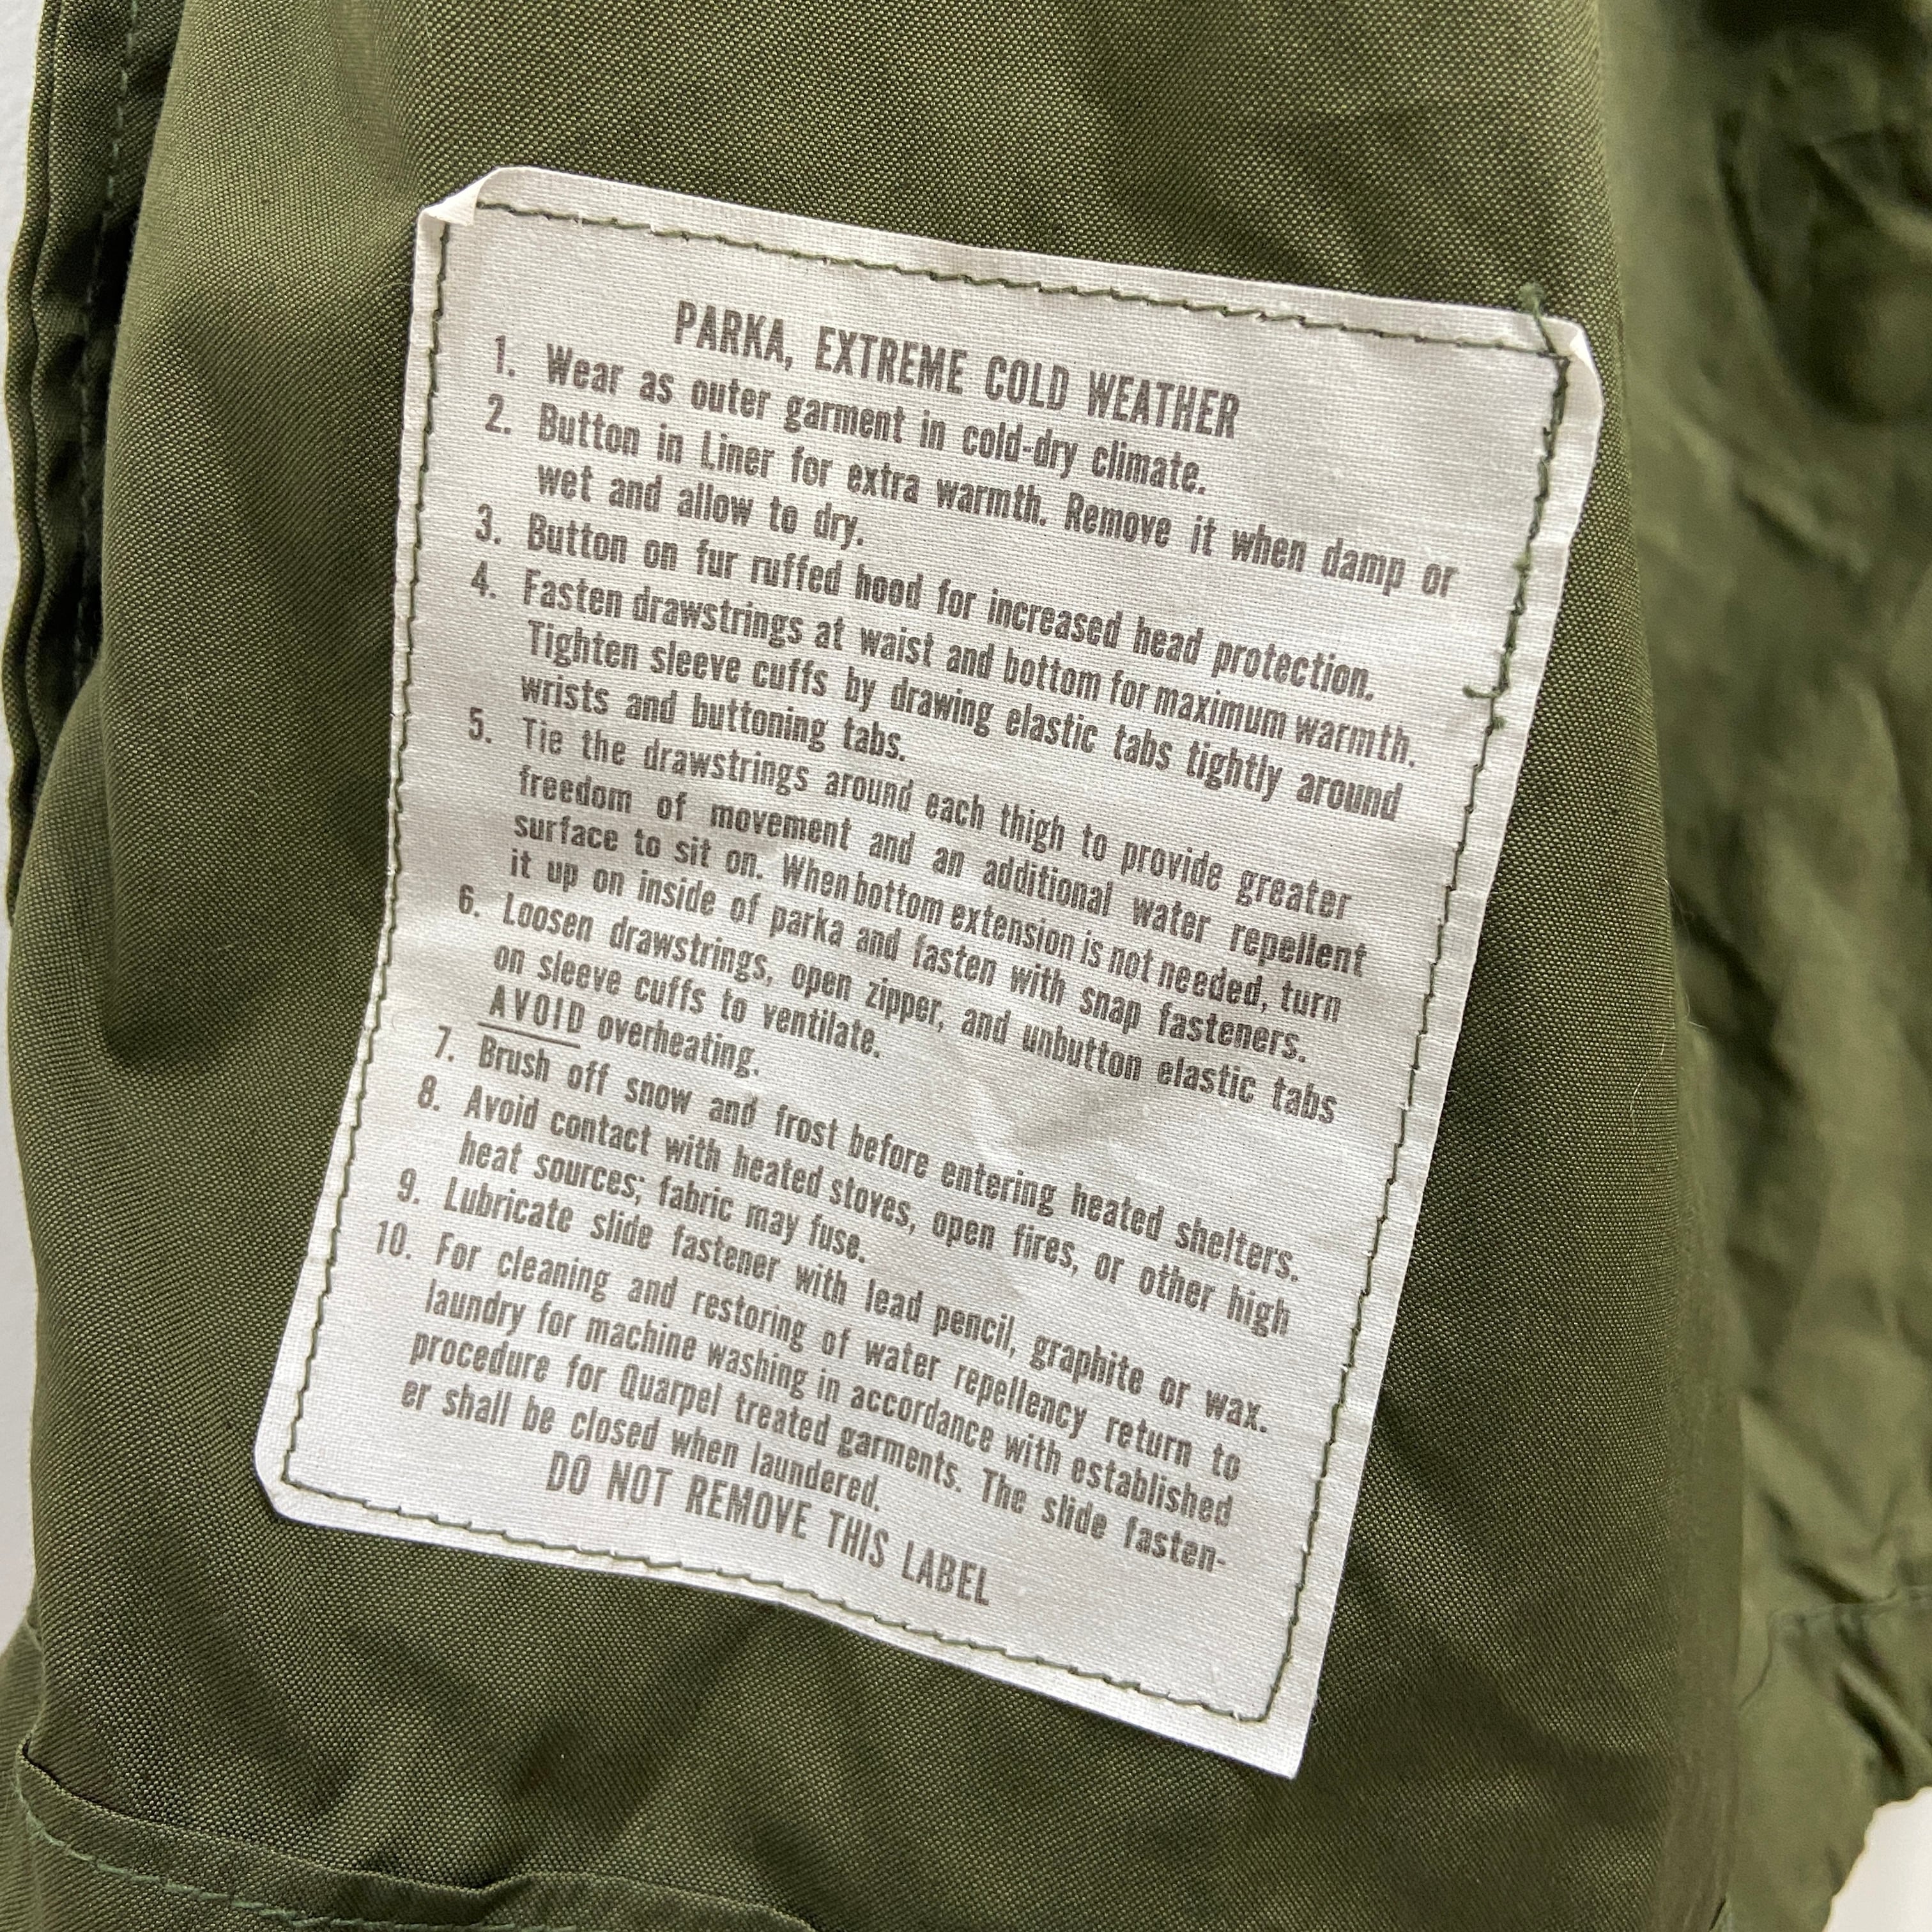 PARKA, EXTREME COLD WEATHER
1. Wear as outer garment in cold-dry climate.
2. Button in Liner for extra warmth. Remove it when damp or
wet and allow to dry.
3. Button on fur ruffed hood for increased head protection.
4. Fasten drawstrings at waist and bottom for maximum warmth.
Tighten sleeve cuffs by drawing elastic tabs tightly around
wrists and buttoning tabs.
5. Tie the drawstrings around each thigh to provide greater
freedom of movement and an additional water repellent
surface to sit on. When bottom extension is not needed, turn
it up on inside of parka and fasten with snap fasteners.
6. Loosen drawstrings, open zipper, and unbutton elastic tabs
on sleeve cuffs to ventilate.
AVOID overheating.
7. Brush off snow and frost before entering heated shelters.
8. Avoid contact with heated stoves, open fires, or other high
heat sources; fabric may fuse.
9. Lubricate slide fastener with lead pencil, graphite or wax.
10. For cleaning and restoring of water repellency return to
laundry for machine washing in accordance with established
procedure for Quarpel treated garments. The slide fasten-
er shall be closed when laundered.
DO NOT REMOVE THIS LABEL